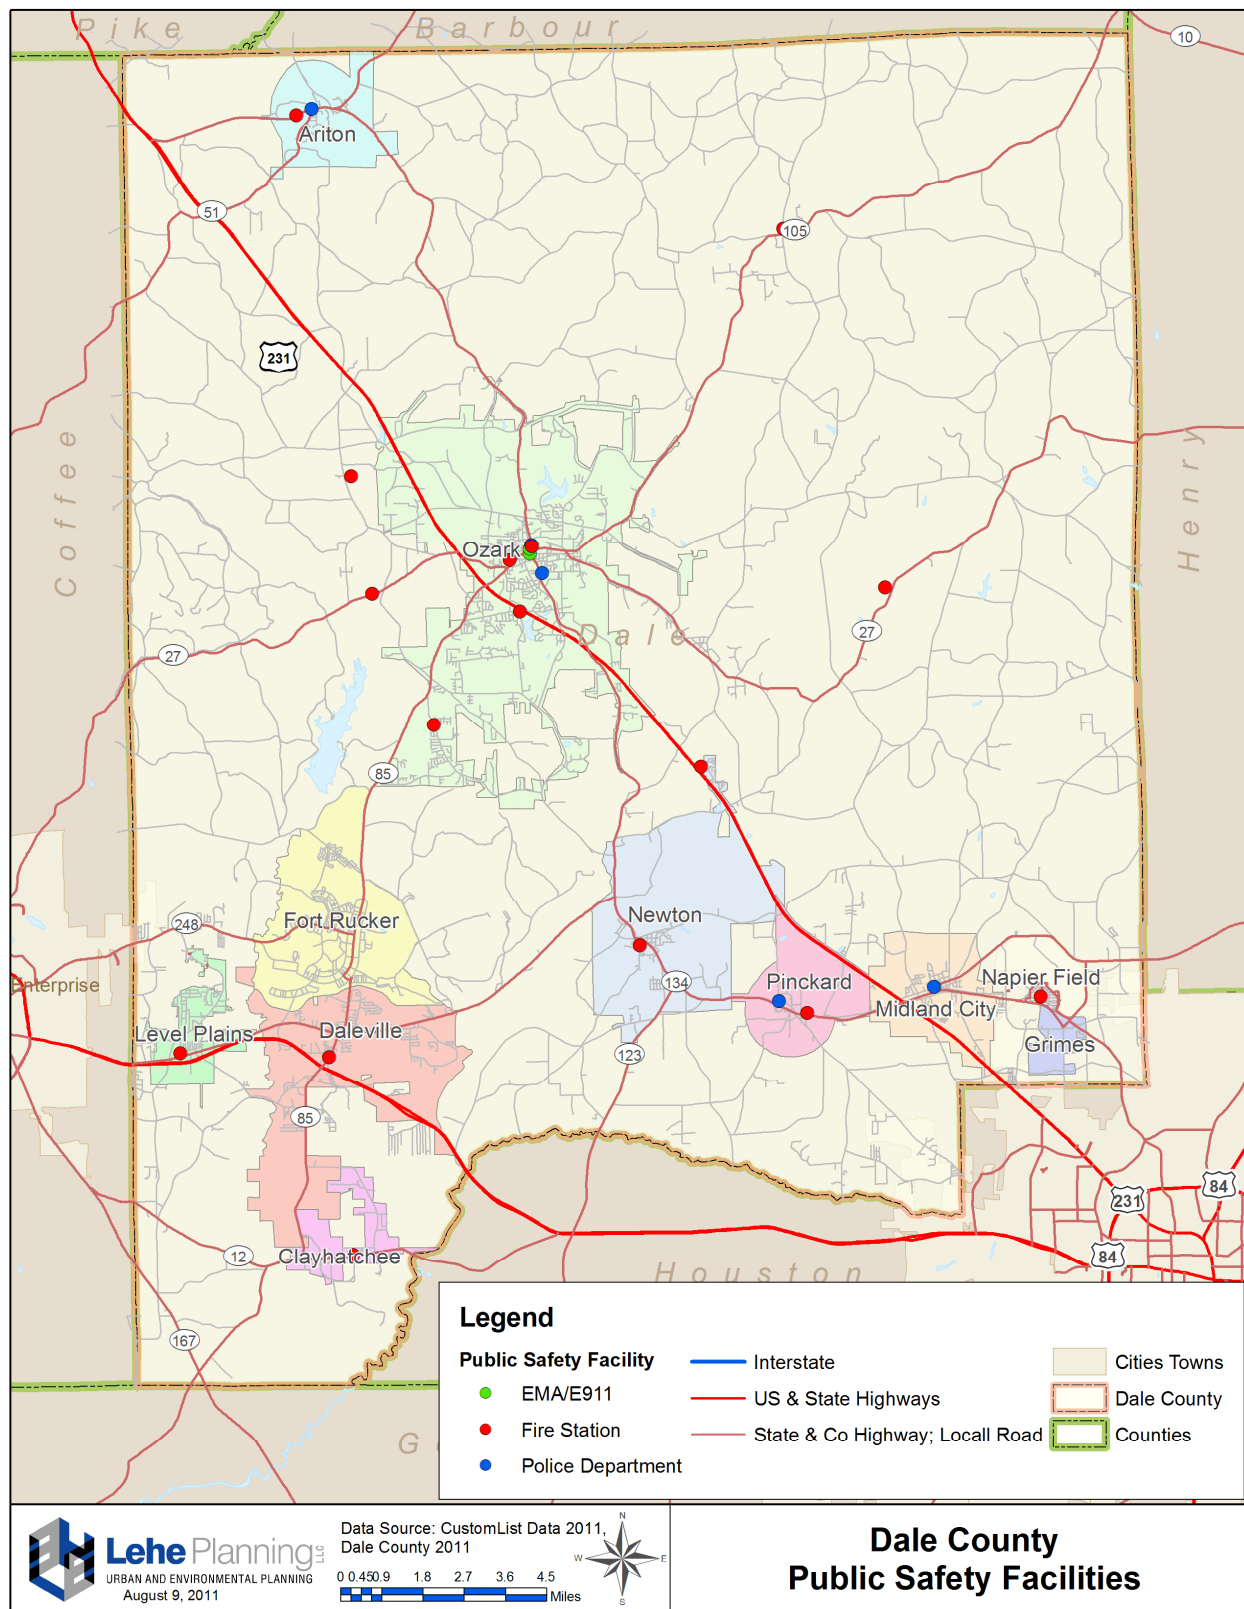 Pike
Barbour
10
Ariton
51
105
231
Coffee
Henry
Ozark
Dale
27
27
85
Fort Rucker
248
Newton
Enterprise
134
Pinckard
Napier Field
Midland City
Level Plains
Daleville
Grimes
123
85
84
231
12
Clayhatchee
84
Houston
167
Ge
Legend
Public Safety Facility
EMA/E911
Fire Station
Police Department
Interstate
US & State Highways
State & Co Highway; Locall Road
Cities Towns
Dale County
Counties
Lehe Planning LLC
URBAN AND ENVIRONMENTAL PLANNING
August 9, 2011
Data Source: CustomList Data 2011,
Dale County 2011
0 0.45 0.9 1.8 2.7 3.6 4.5
Miles
N
W E
S
Dale County
Public Safety Facilities